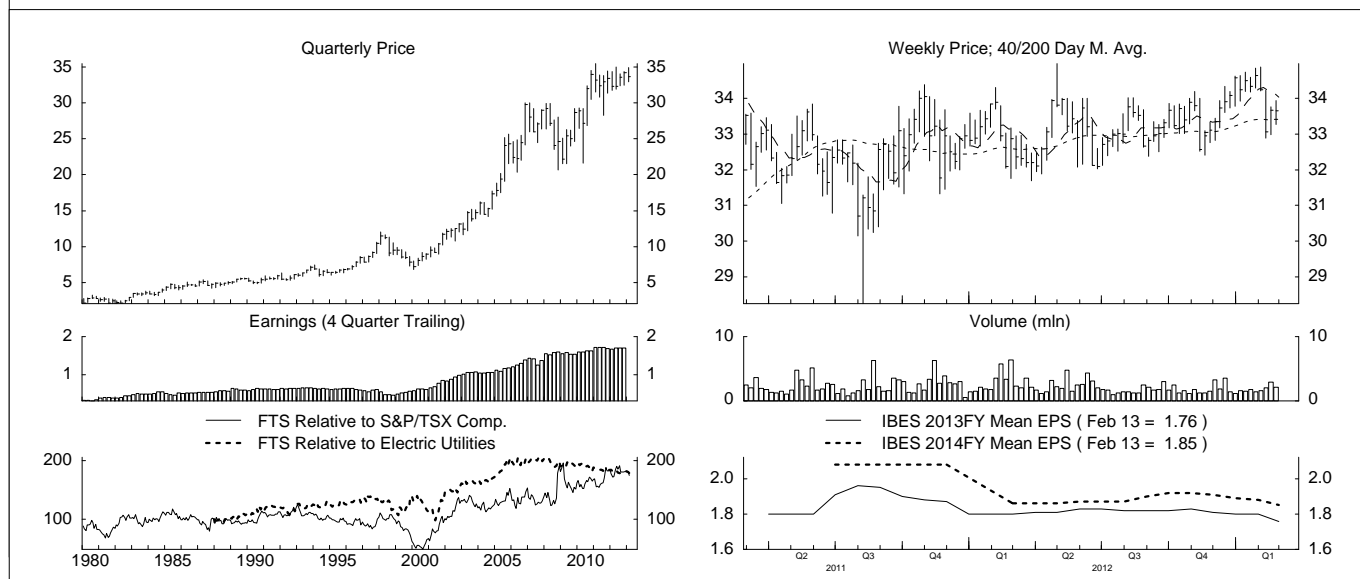 Quarterly Price
35 35
30 30
25 25
20 20
15 15
10 10
5 5
Earnings (4 Quarter Trailing)
2 2
1 1
FTS Relative to S&P/TSX Comp.
FTS Relative to Electric Utilities
200 200
100 100
1980 1985 1990 1995 2000 2005 2010
Weekly Price; 40/200 Day M. Avg.
34 34
33 33
32 32
31 31
30 30
29 29
28 28
Volume (mln)
10 10
0 0
IBES 2013FY Mean EPS ( Feb 13 = 1.76 )
IBES 2014FY Mean EPS ( Feb 13 = 1.85 )
2.0 2.0
1.8 1.8
1.6 1.6
Q2 Q3 Q4 Q1 Q2 Q3 Q4 Q1
2011 2012